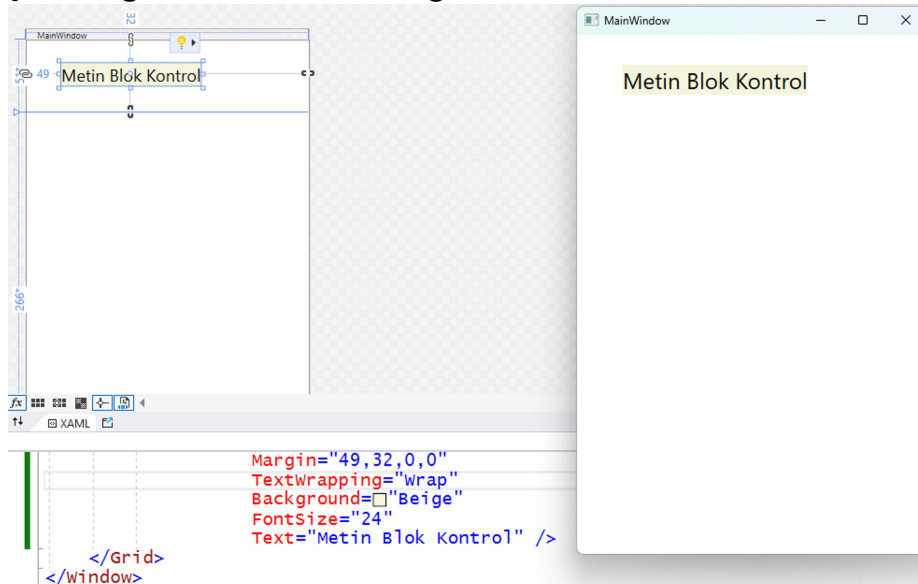 32
MainWindow
49
Metin Blok Kontrol
266*
MainWindow
Metin Blok Kontrol
fx
XAML
Margin="49,32,0,0"
TextWrapping="Wrap"
Background="Beige"
FontSize="24"
Text="Metin Blok Kontrol" />
</Grid>
</Window>